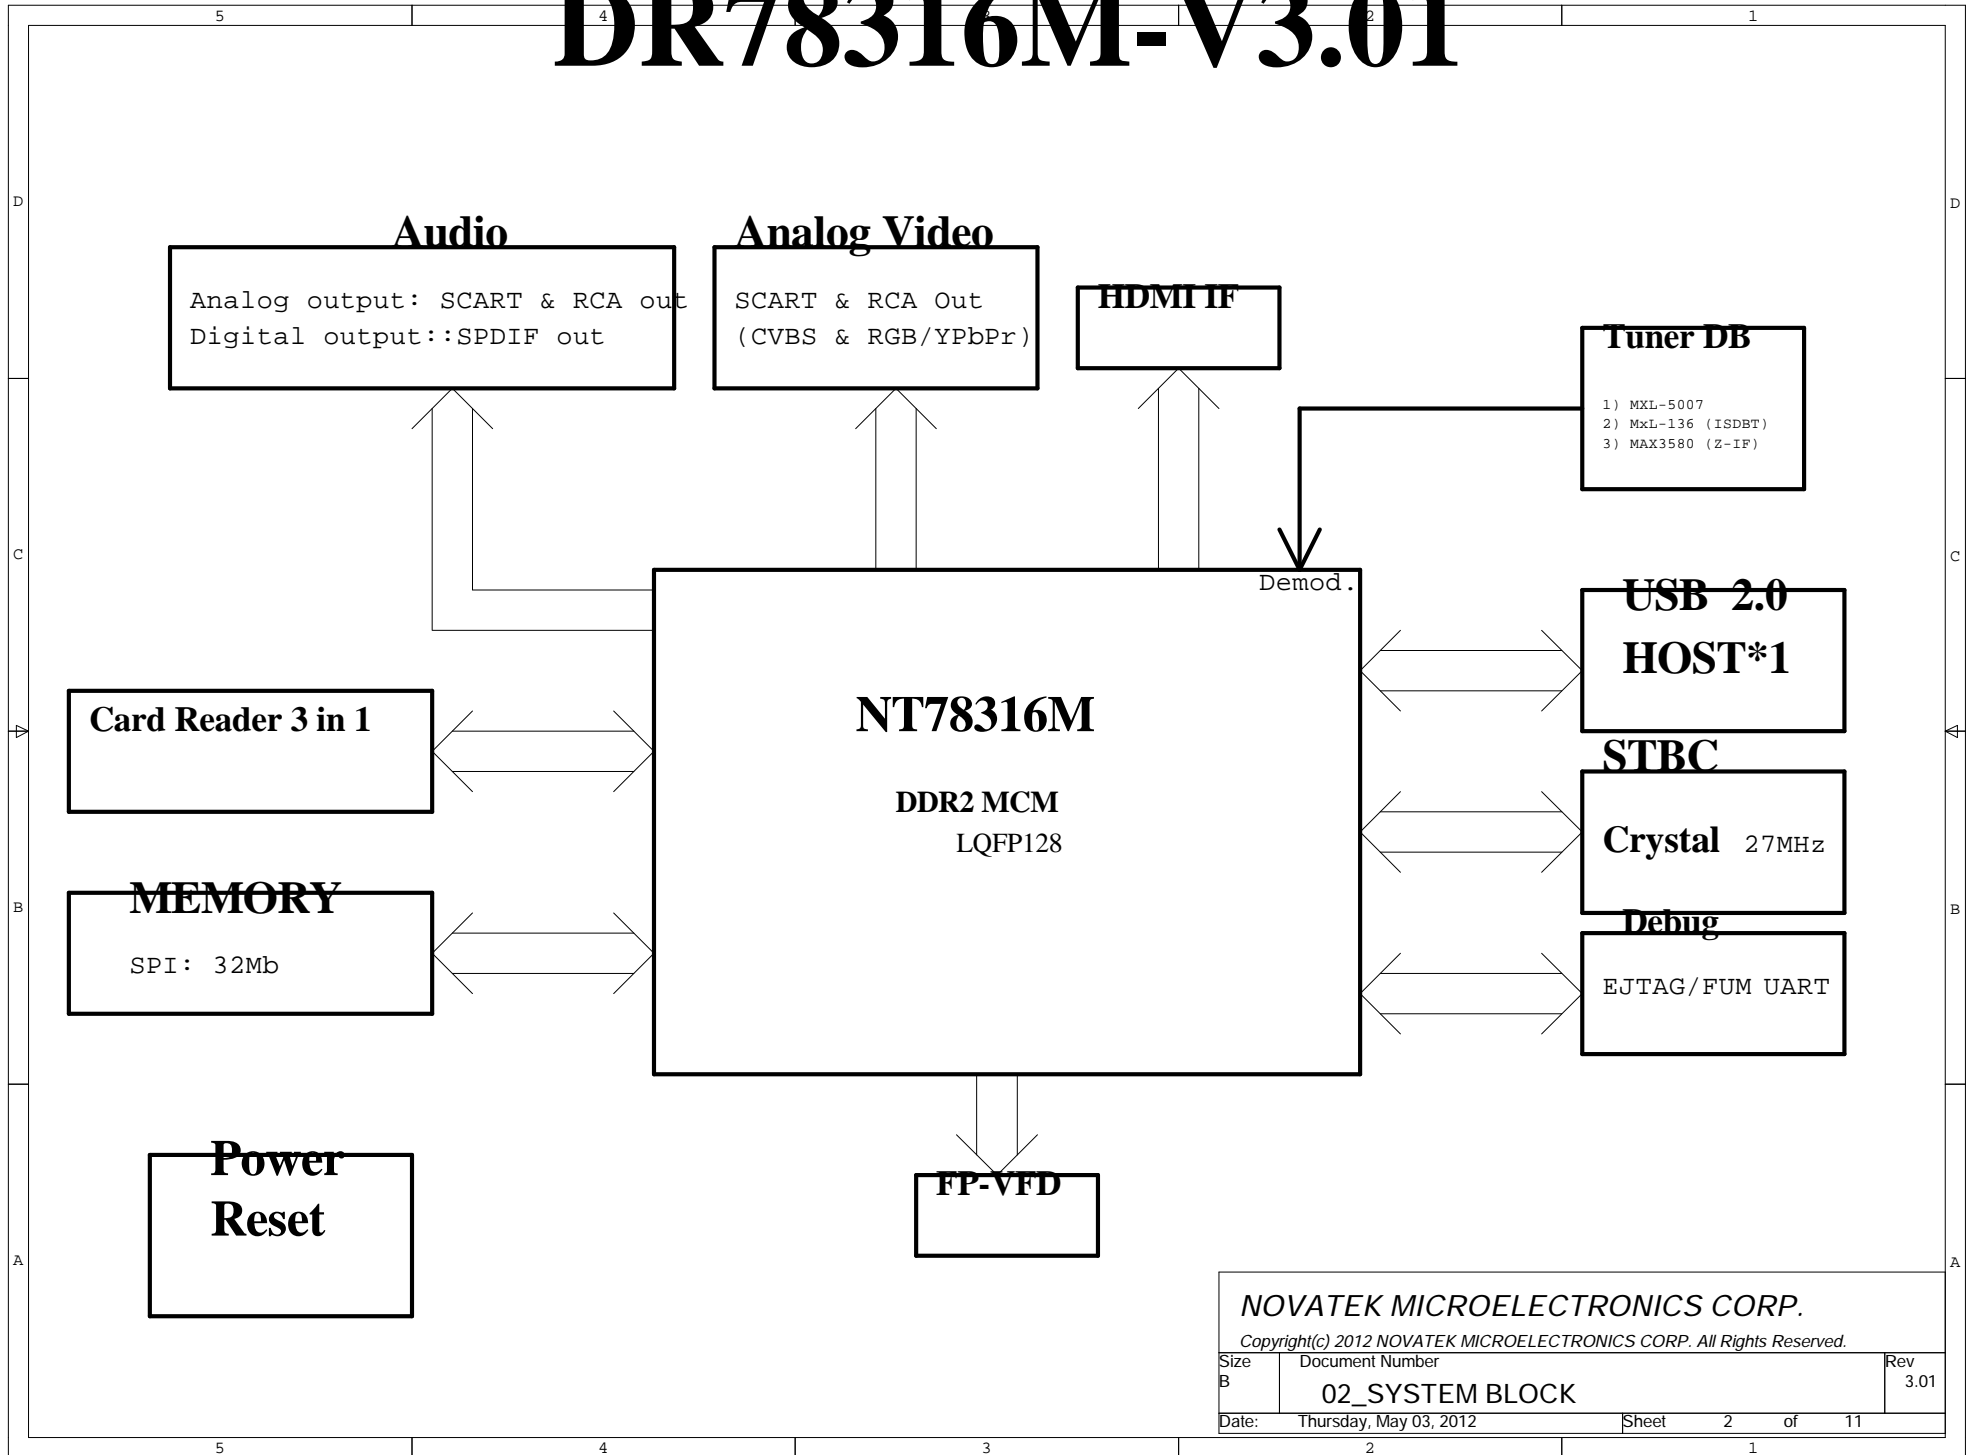 5 4 3 2 1
DR78316M-V3.01
D D
Audio
Analog output: SCART & RCA out
Digital output::SPDIF out
Analog Video
SCART & RCA Out
(CVBS & RGB/YPbPr)
HDMI IF
Tuner DB
1) MXL-5007
2) MxL-136 (ISDBT)
3) MAX3580 (Z-IF)
C C
Demod.
USB 2.0
HOST*1
Card Reader 3 in 1
NT78316M
DDR2 MCM
LQFP128
STBC
Crystal 27MHz
MEMORY
SPI: 32Mb
B B
Debug
EJTAG/FUM UART
Power
Reset
FP-VFD
A A
NOVATEK MICROELECTRONICS CORP.
Copyright(c) 2012 NOVATEK MICROELECTRONICS CORP. All Rights Reserved.
Size Document Number Rev
B 02_SYSTEM BLOCK 3.01
Date: Thursday, May 03, 2012 Sheet 2 of 11
5 4 3 2 1